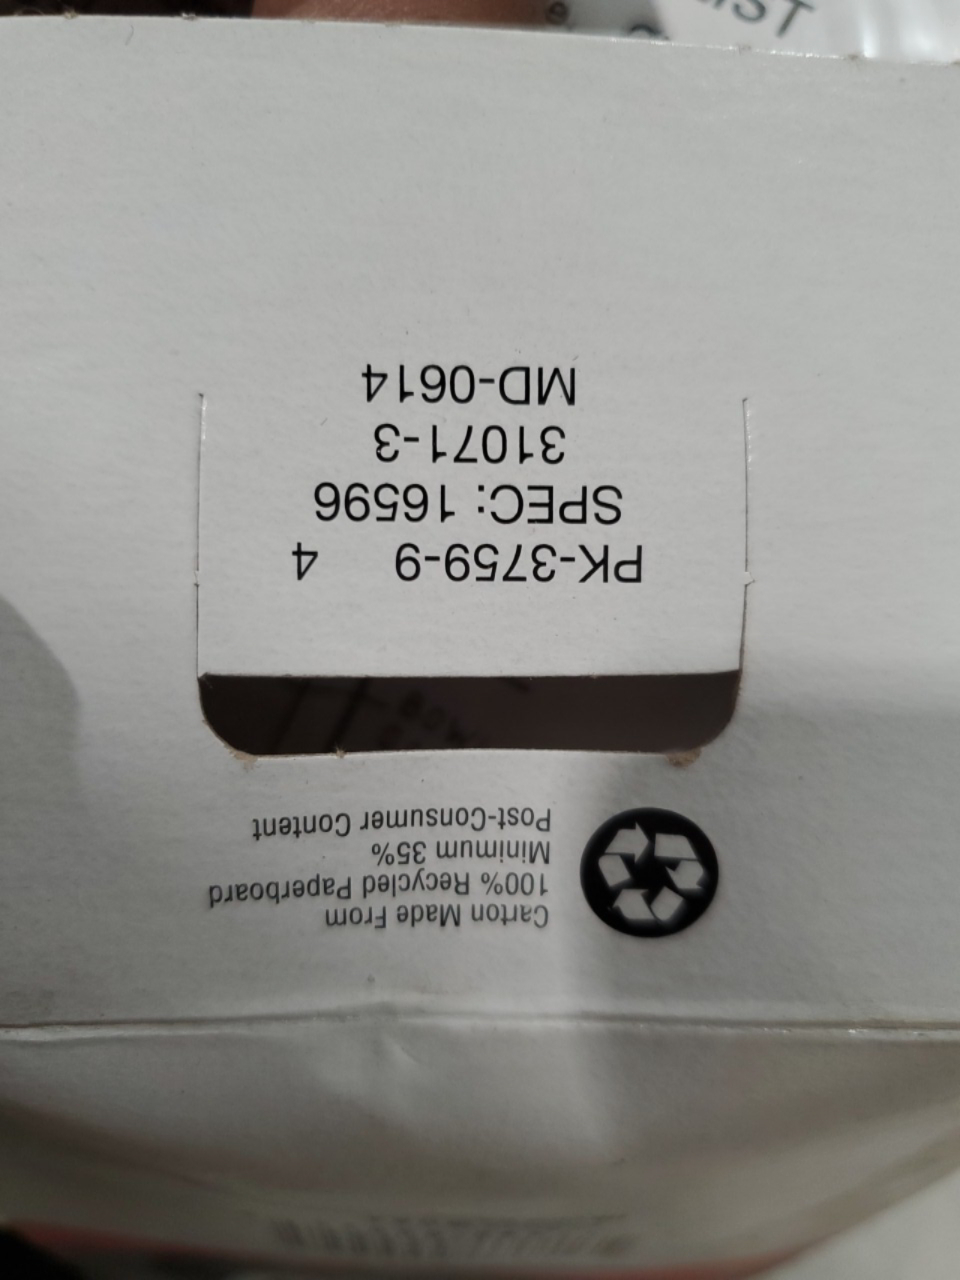 PK-3759-9 4
SPEC: 16596
31071-3
MD-0614
Carton Made From
100% Recycled Paperboard
Minimum 35%
Post-Consumer Content